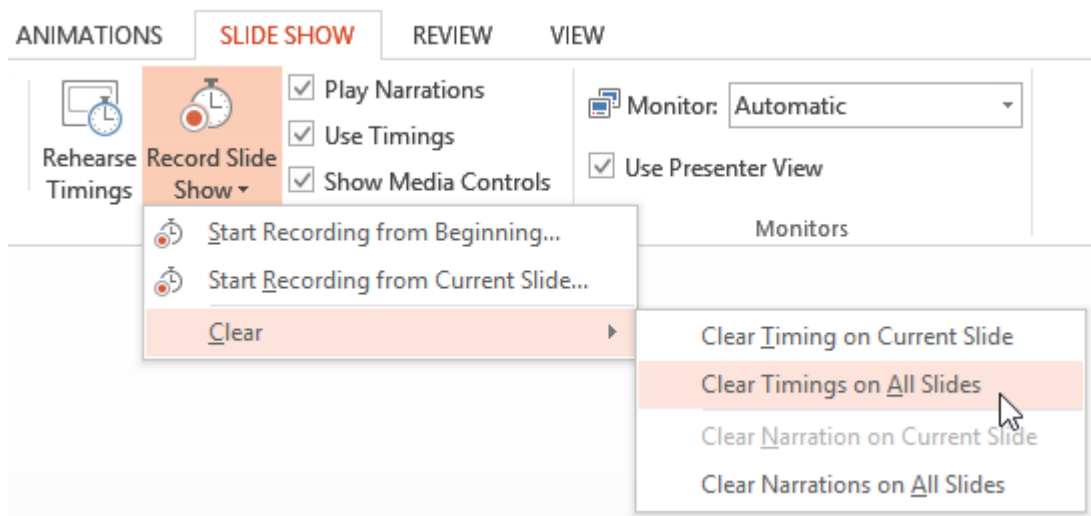 ANIMATIONS SLIDE SHOW REVIEW VIEW
Rehearse Timings
Record Slide Show
Play Narrations
Use Timings
Show Media Controls
Monitor: Automatic
Use Presenter View
Monitors
Start Recording from Beginning...
Start Recording from Current Slide...
Clear
Clear Timing on Current Slide
Clear Timings on All Slides
Clear Narration on Current Slide
Clear Narrations on All Slides